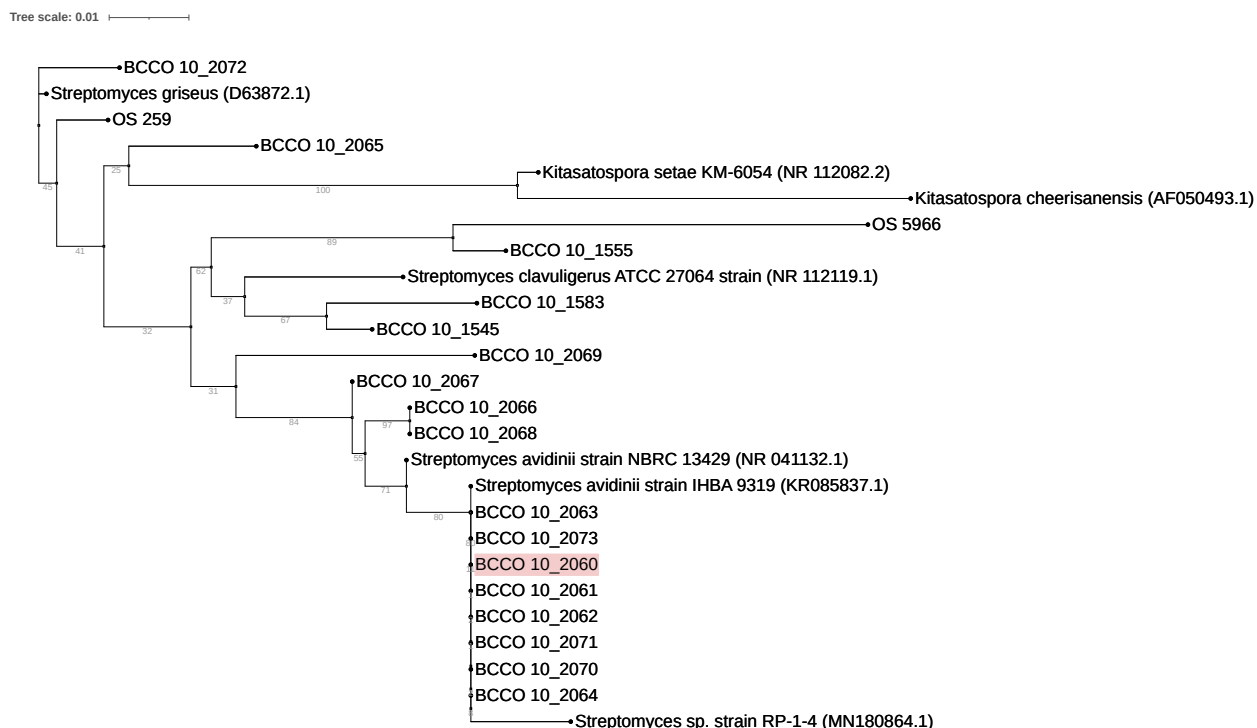 Tree scale: 0.01
BCCO 10_2072
Streptomyces griseus (D63872.1)
OS 259
BCCO 10_2065
25
Kitasatospora setae KM-6054 (NR 112082.2)
45
100
Kitasatospora cheerisanensis (AF050493.1)
OS 5966
89
41
BCCO 10_1555
62
Streptomyces clavuligerus ATCC 27064 strain (NR 112119.1)
37
BCCO 10_1583
67
32
BCCO 10_1545
BCCO 10_2069
BCCO 10_2067
31
BCCO 10_2066
84
97
BCCO 10_2068
55
Streptomyces avidinii strain NBRC 13429 (NR 041132.1)
71
Streptomyces avidinii strain IHBA 9319 (KR085837.1)
80
BCCO 10_2063
BCCO 10_2073
BCCO 10_2060
BCCO 10_2061
BCCO 10_2062
BCCO 10_2071
BCCO 10_2070
BCCO 10_2064
Streptomyces sp. strain RP-1-4 (MN180864.1)